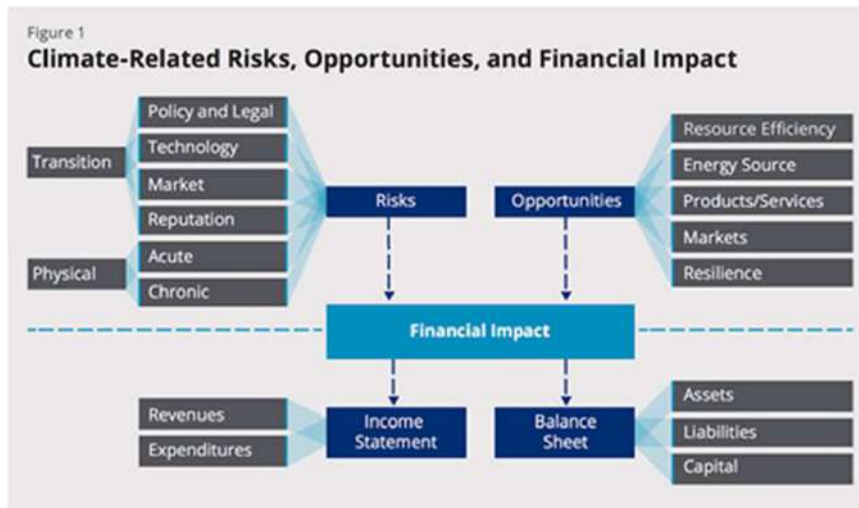 Figure 1
Climate-Related Risks, Opportunities, and Financial Impact
Transition
Physical
Policy and Legal
Technology
Market
Reputation
Acute
Chronic
Risks
Opportunities
Resource Efficiency
Energy Source
Products/Services
Markets
Resilience
Financial Impact
Revenues
Expenditures
Income
Statement
Balance
Sheet
Assets
Liabilities
Capital